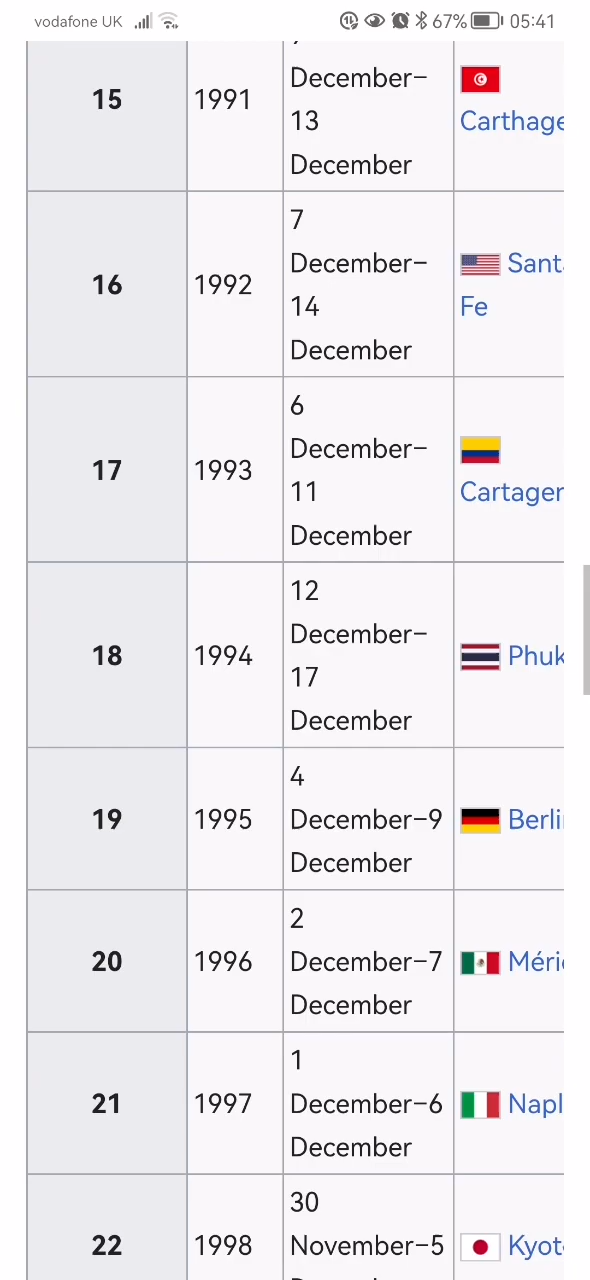 vodafone UK 67% 05:41
15 1991
December–
13
December
Carthage
16 1992
7
December–
14
December
Sant
Fe
17 1993
6
December–
11
December
Cartagen
18 1994
12
December–
17
December
Phuk
19 1995
4
December–9
December
Berli
20 1996
2
December–7
December
Méri
21 1997
1
December–6
December
Napl
22 1998
30
November–5
Kyot